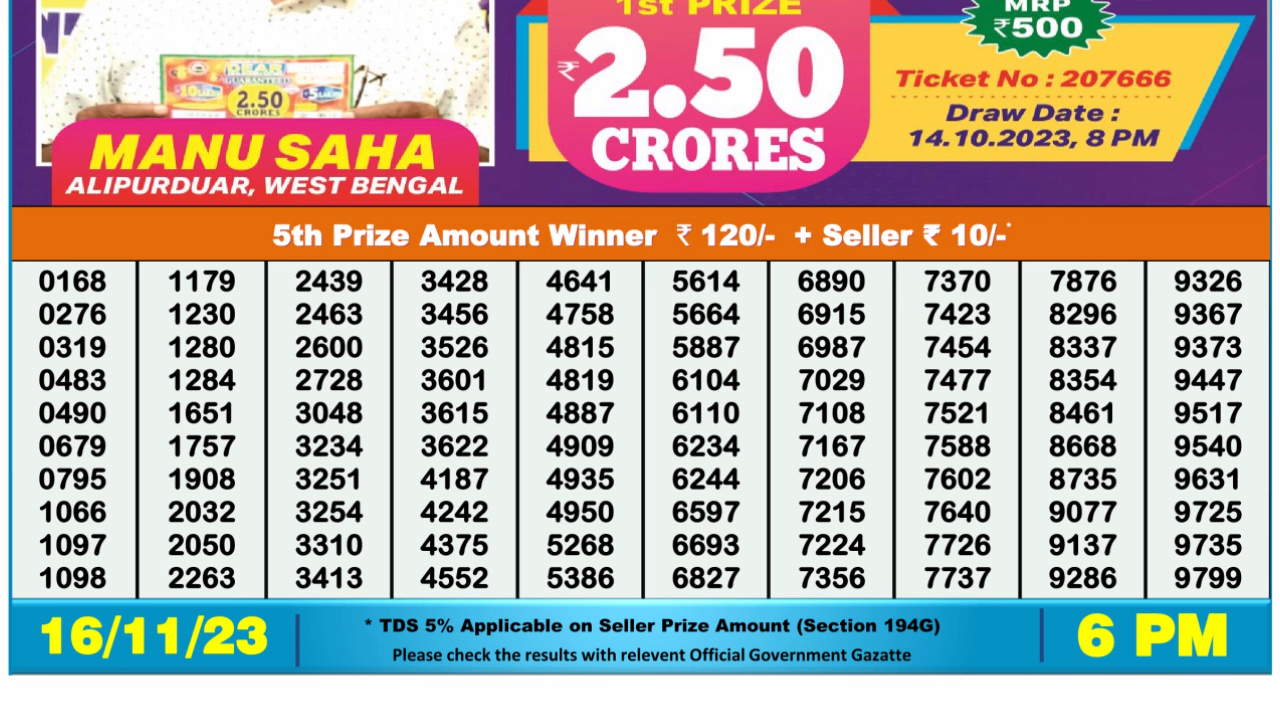 1st PRIZE
₹2.50
CRORES
MRP
₹500
Ticket No : 207666
Draw Date :
14.10.2023, 8 PM
DEAR
GUARANTEED
2.50
CRORES
MANU SAHA
ALIPURDUAR, WEST BENGAL
5th Prize Amount Winner ₹ 120/- + Seller ₹ 10/-*
0168 1179 2439 3428 4641 5614 6890 7370 7876 9326
0276 1230 2463 3456 4758 5664 6915 7423 8296 9367
0319 1280 2600 3526 4815 5887 6987 7454 8337 9373
0483 1284 2728 3601 4819 6104 7029 7477 8354 9447
0490 1651 3048 3615 4887 6110 7108 7521 8461 9517
0679 1757 3234 3622 4909 6234 7167 7588 8668 9540
0795 1908 3251 4187 4935 6244 7206 7602 8735 9631
1066 2032 3254 4242 4950 6597 7215 7640 9077 9725
1097 2050 3310 4375 5268 6693 7224 7726 9137 9735
1098 2263 3413 4552 5386 6827 7356 7737 9286 9799
16/11/23
* TDS 5% Applicable on Seller Prize Amount (Section 194G)
Please check the results with relevent Official Government Gazatte
6 PM